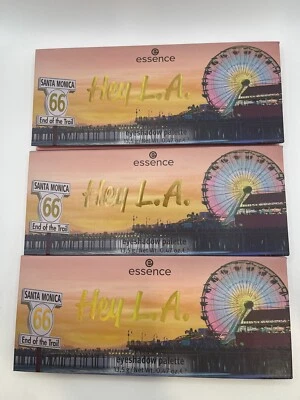 essence
SANTA MONICA
66
End of the Trail
Hey L.A.
eyeshadow palette
essence
SANTA MONICA
66
End of the Trail
Hey L.A.
eyeshadow palette
essence
SANTA MONICA
66
End of the Trail
Hey L.A.
eyeshadow palette